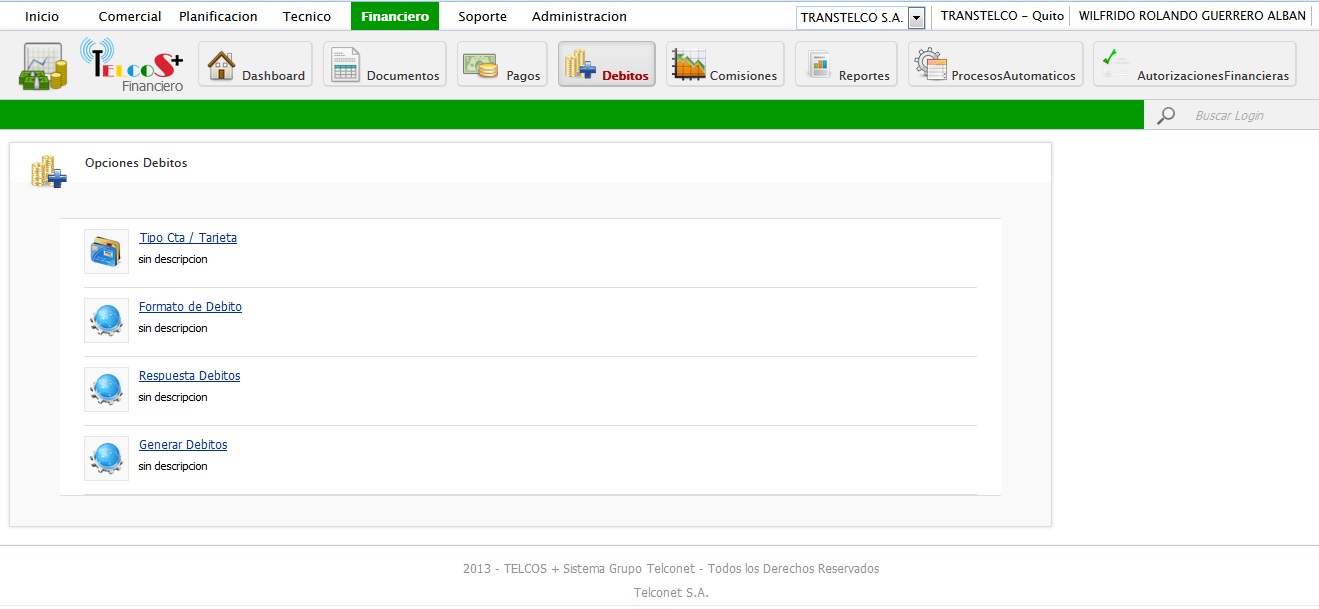 Inicio Comercial Planificacion Tecnico Financiero Soporte Administracion TRANSTELCO S.A. TRANSTELCO - Quito WILFRIDO ROLANDO GUERRERO ALBAN
TELCOS+
Financiero
Dashboard Documentos Pagos Debitos Comisiones Reportes ProcesosAutomaticos AutorizacionesFinancieras
Buscar Login
Opciones Debitos
Tipo Cta / Tarjeta
sin descripcion
Formato de Debito
sin descripcion
Respuesta Debitos
sin descripcion
Generar Debitos
sin descripcion
2013 - TELCOS + Sistema Grupo Telconet - Todos los Derechos Reservados
Telconet S.A.